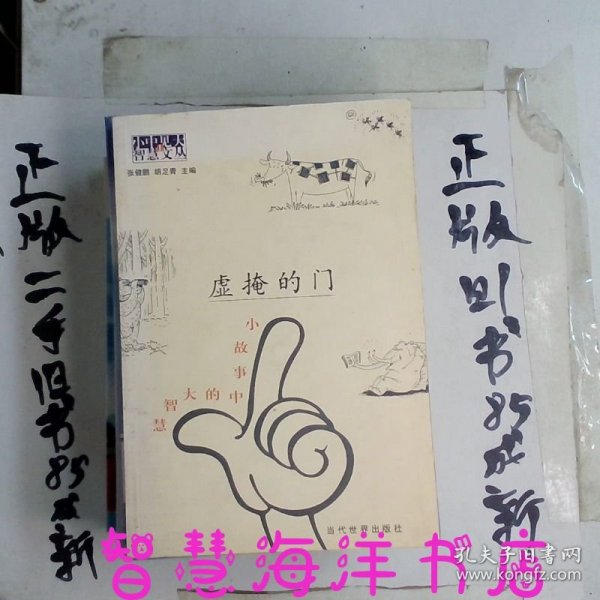 正版二手旧书85成新
智慧文众
张健鹏 胡足青 主编
虚掩的门
小故事中的大智慧
当代世界出版社
正版旧书85成新
智慧海洋书店
孔夫子旧书网
www.kongfz.com